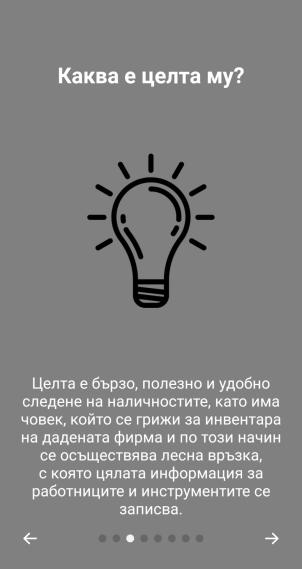 Каква е целта му?
Целта е бързо, полезно и удобно
следене на наличностите, като има
човек, който се грижи за инвентара
на дадената фирма и по този начин
се осъществява лесна връзка,
с която цялата информация за
работниците и инструментите се
записва.